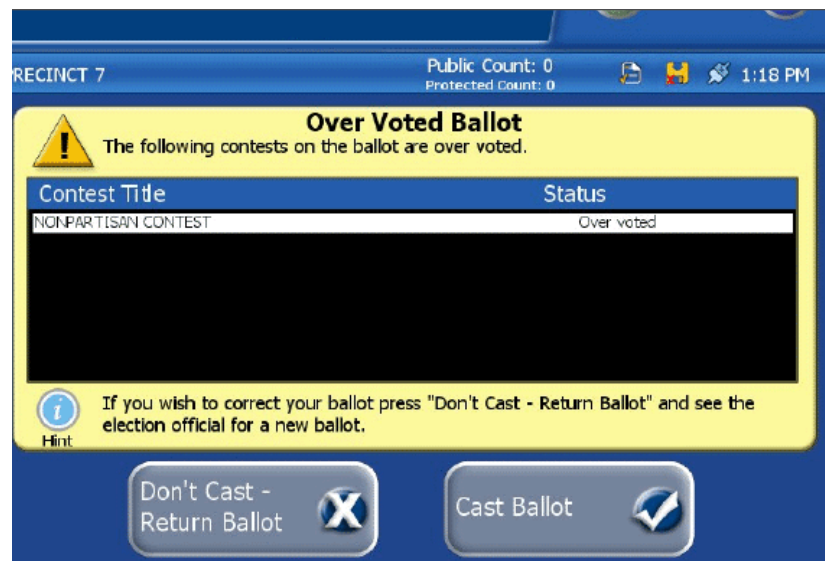 RECINCT 7
Public Count: 0
Protected Count: 0
1:18 PM
Over Voted Ballot
The following contests on the ballot are over voted.
Contest Title Status
NONPARTISAN CONTEST Over voted
i
If you wish to correct your ballot press "Don't Cast - Return Ballot" and see the
election official for a new ballot.
Hint
Don't Cast -
Return Ballot
Cast Ballot